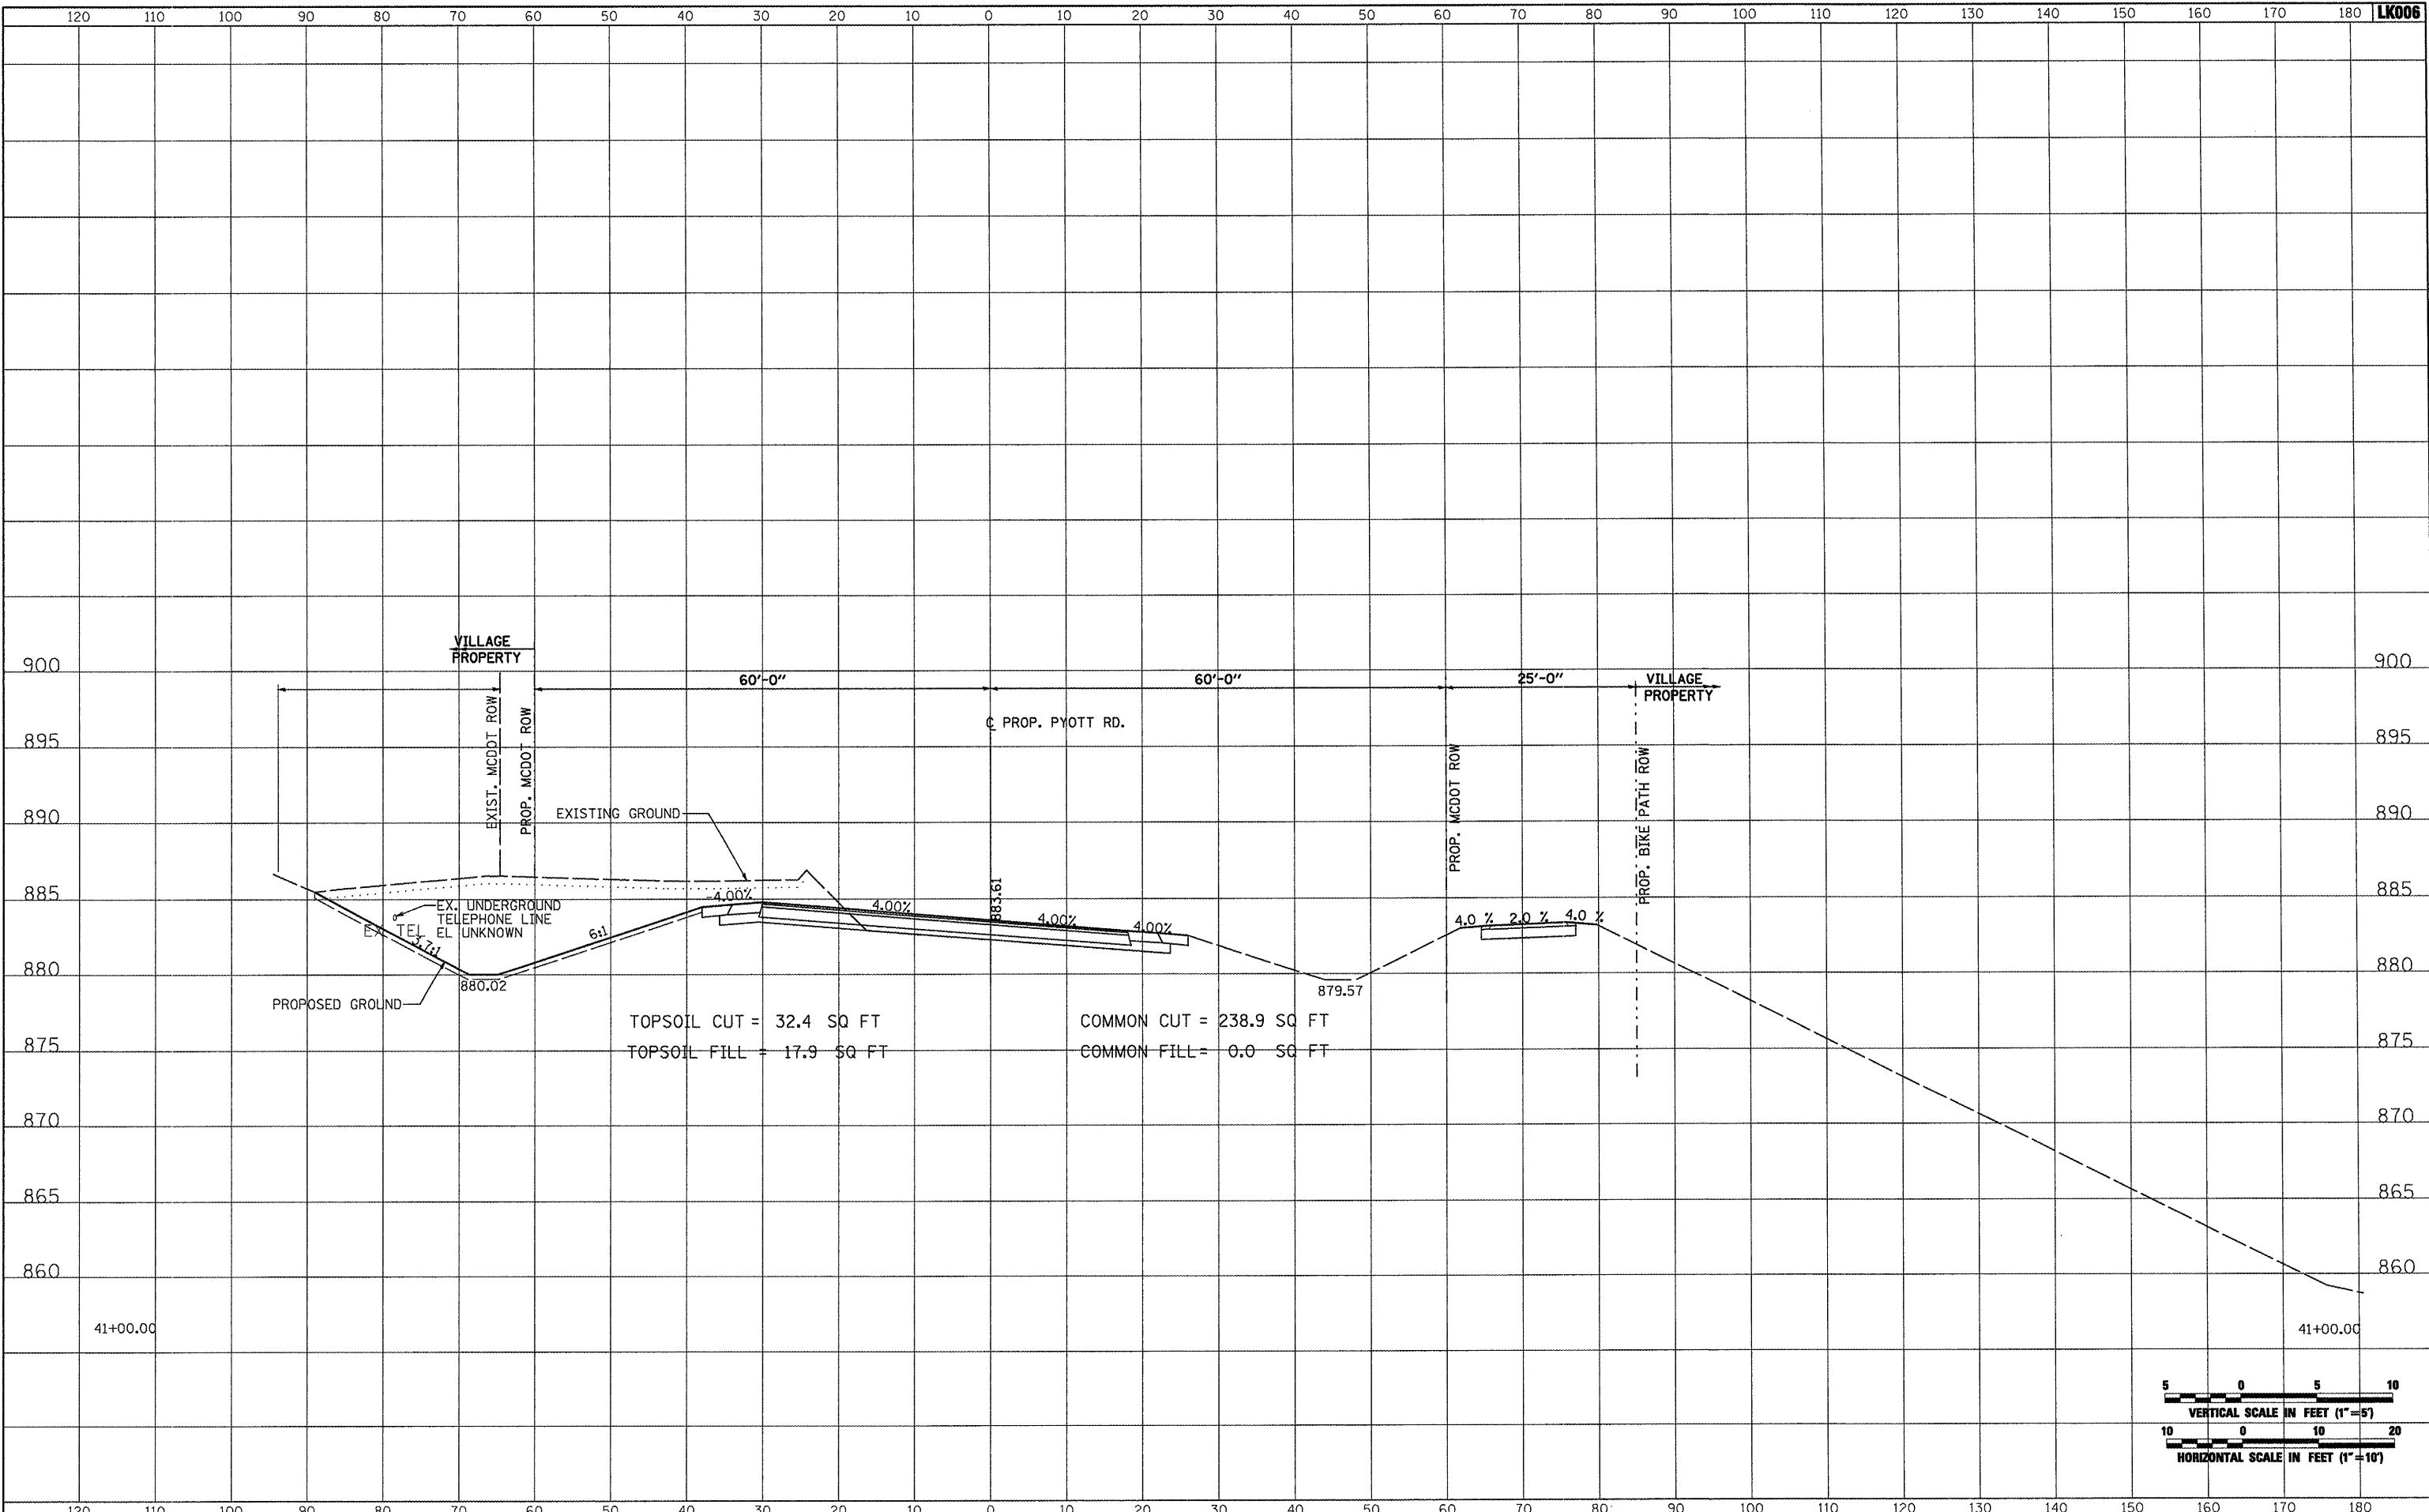 120 110 100 90 80 70 60 50 40 30 20 10 0 10 20 30 40 50 60 70 80 90 100 110 120 130 140 150 160 170 180 LK006
VILLAGE
PROPERTY
900 900
60'-0" 60'-0" 25'-0" VILLAGE
PROPERTY
EXIST. MCDOT ROW
PROP. MCDOT ROW
℄ PROP. PYOTT RD.
PROP. MCDOT ROW
PROP. BIKE PATH ROW
895 895
890 890
EXISTING GROUND
885 885
-4.00% 4.00% 883.61 4.00% 4.00% 4.0 % 2.0 % 4.0 %
EX. UNDERGROUND
TELEPHONE LINE
EL UNKNOWN
EX. TEL
3.7:1 6:1
880 880
880.02 879.57
PROPOSED GROUND
TOPSOIL CUT = 32.4 SQ FT COMMON CUT = 238.9 SQ FT
TOPSOIL FILL = 17.9 SQ FT COMMON FILL= 0.0 SQ FT
875 875
870 870
865 865
860 860
41+00.00 41+00.00
5 0 5 10
VERTICAL SCALE IN FEET (1"=5')
10 0 10 20
HORIZONTAL SCALE IN FEET (1"=10')
120 110 100 90 80 70 60 50 40 30 20 10 0 10 20 30 40 50 60 70 80 90 100 110 120 130 140 150 160 170 180